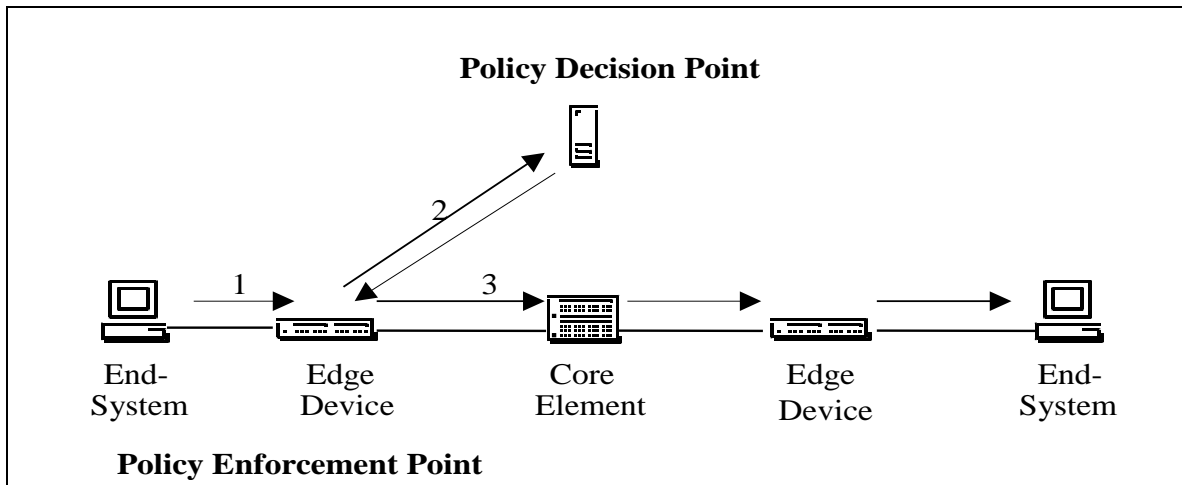 Policy Decision Point
2
1
3
End-
System
Edge
Device
Core
Element
Edge
Device
End-
System
Policy Enforcement Point